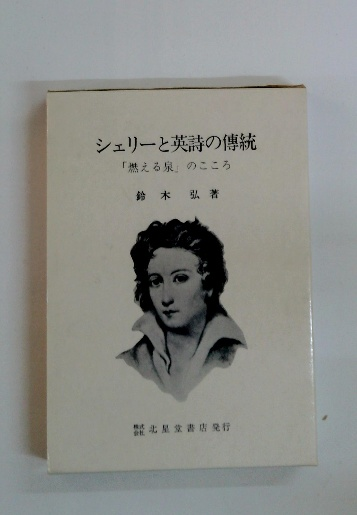 シェリーと英詩の傳統
「燃える泉」のこころ
鈴木 弘著
株式会社 北星堂書店発行